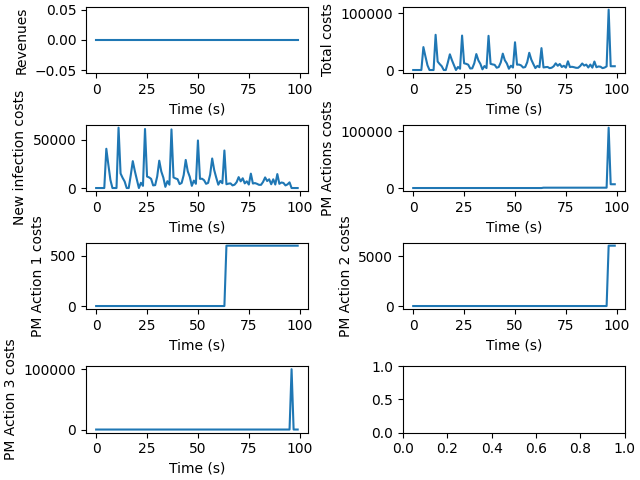 Revenues
0.05
0.00
−0.05
0 25 50 75 100
Time (s)
Total costs
100000
0
0 25 50 75 100
Time (s)
New infection costs
50000
0
0 25 50 75 100
Time (s)
PM Actions costs
100000
0
0 25 50 75 100
Time (s)
PM Action 1 costs
500
0
0 25 50 75 100
Time (s)
PM Action 2 costs
5000
0
0 25 50 75 100
Time (s)
PM Action 3 costs
100000
0
0 25 50 75 100
Time (s)
1.0
0.5
0.0
0.0 0.2 0.4 0.6 0.8 1.0